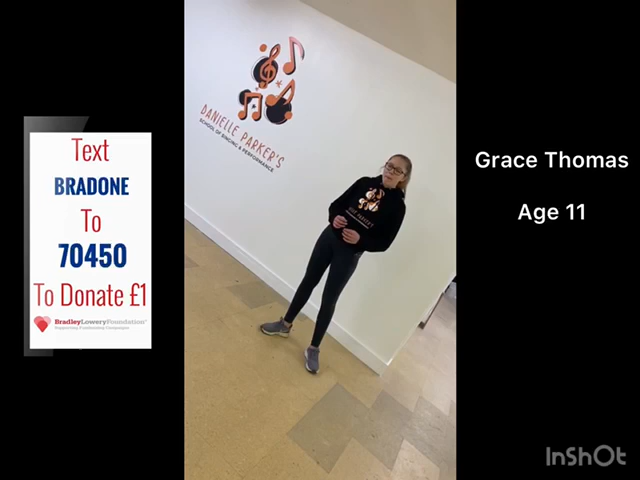 Text
BRADONE
To
70450
To Donate £1
BradleyLoweryFoundation
DANIELLE PARKER'S
SCHOOL OF SINGING & PERFORMANCE
Grace Thomas
Age 11
InShOt